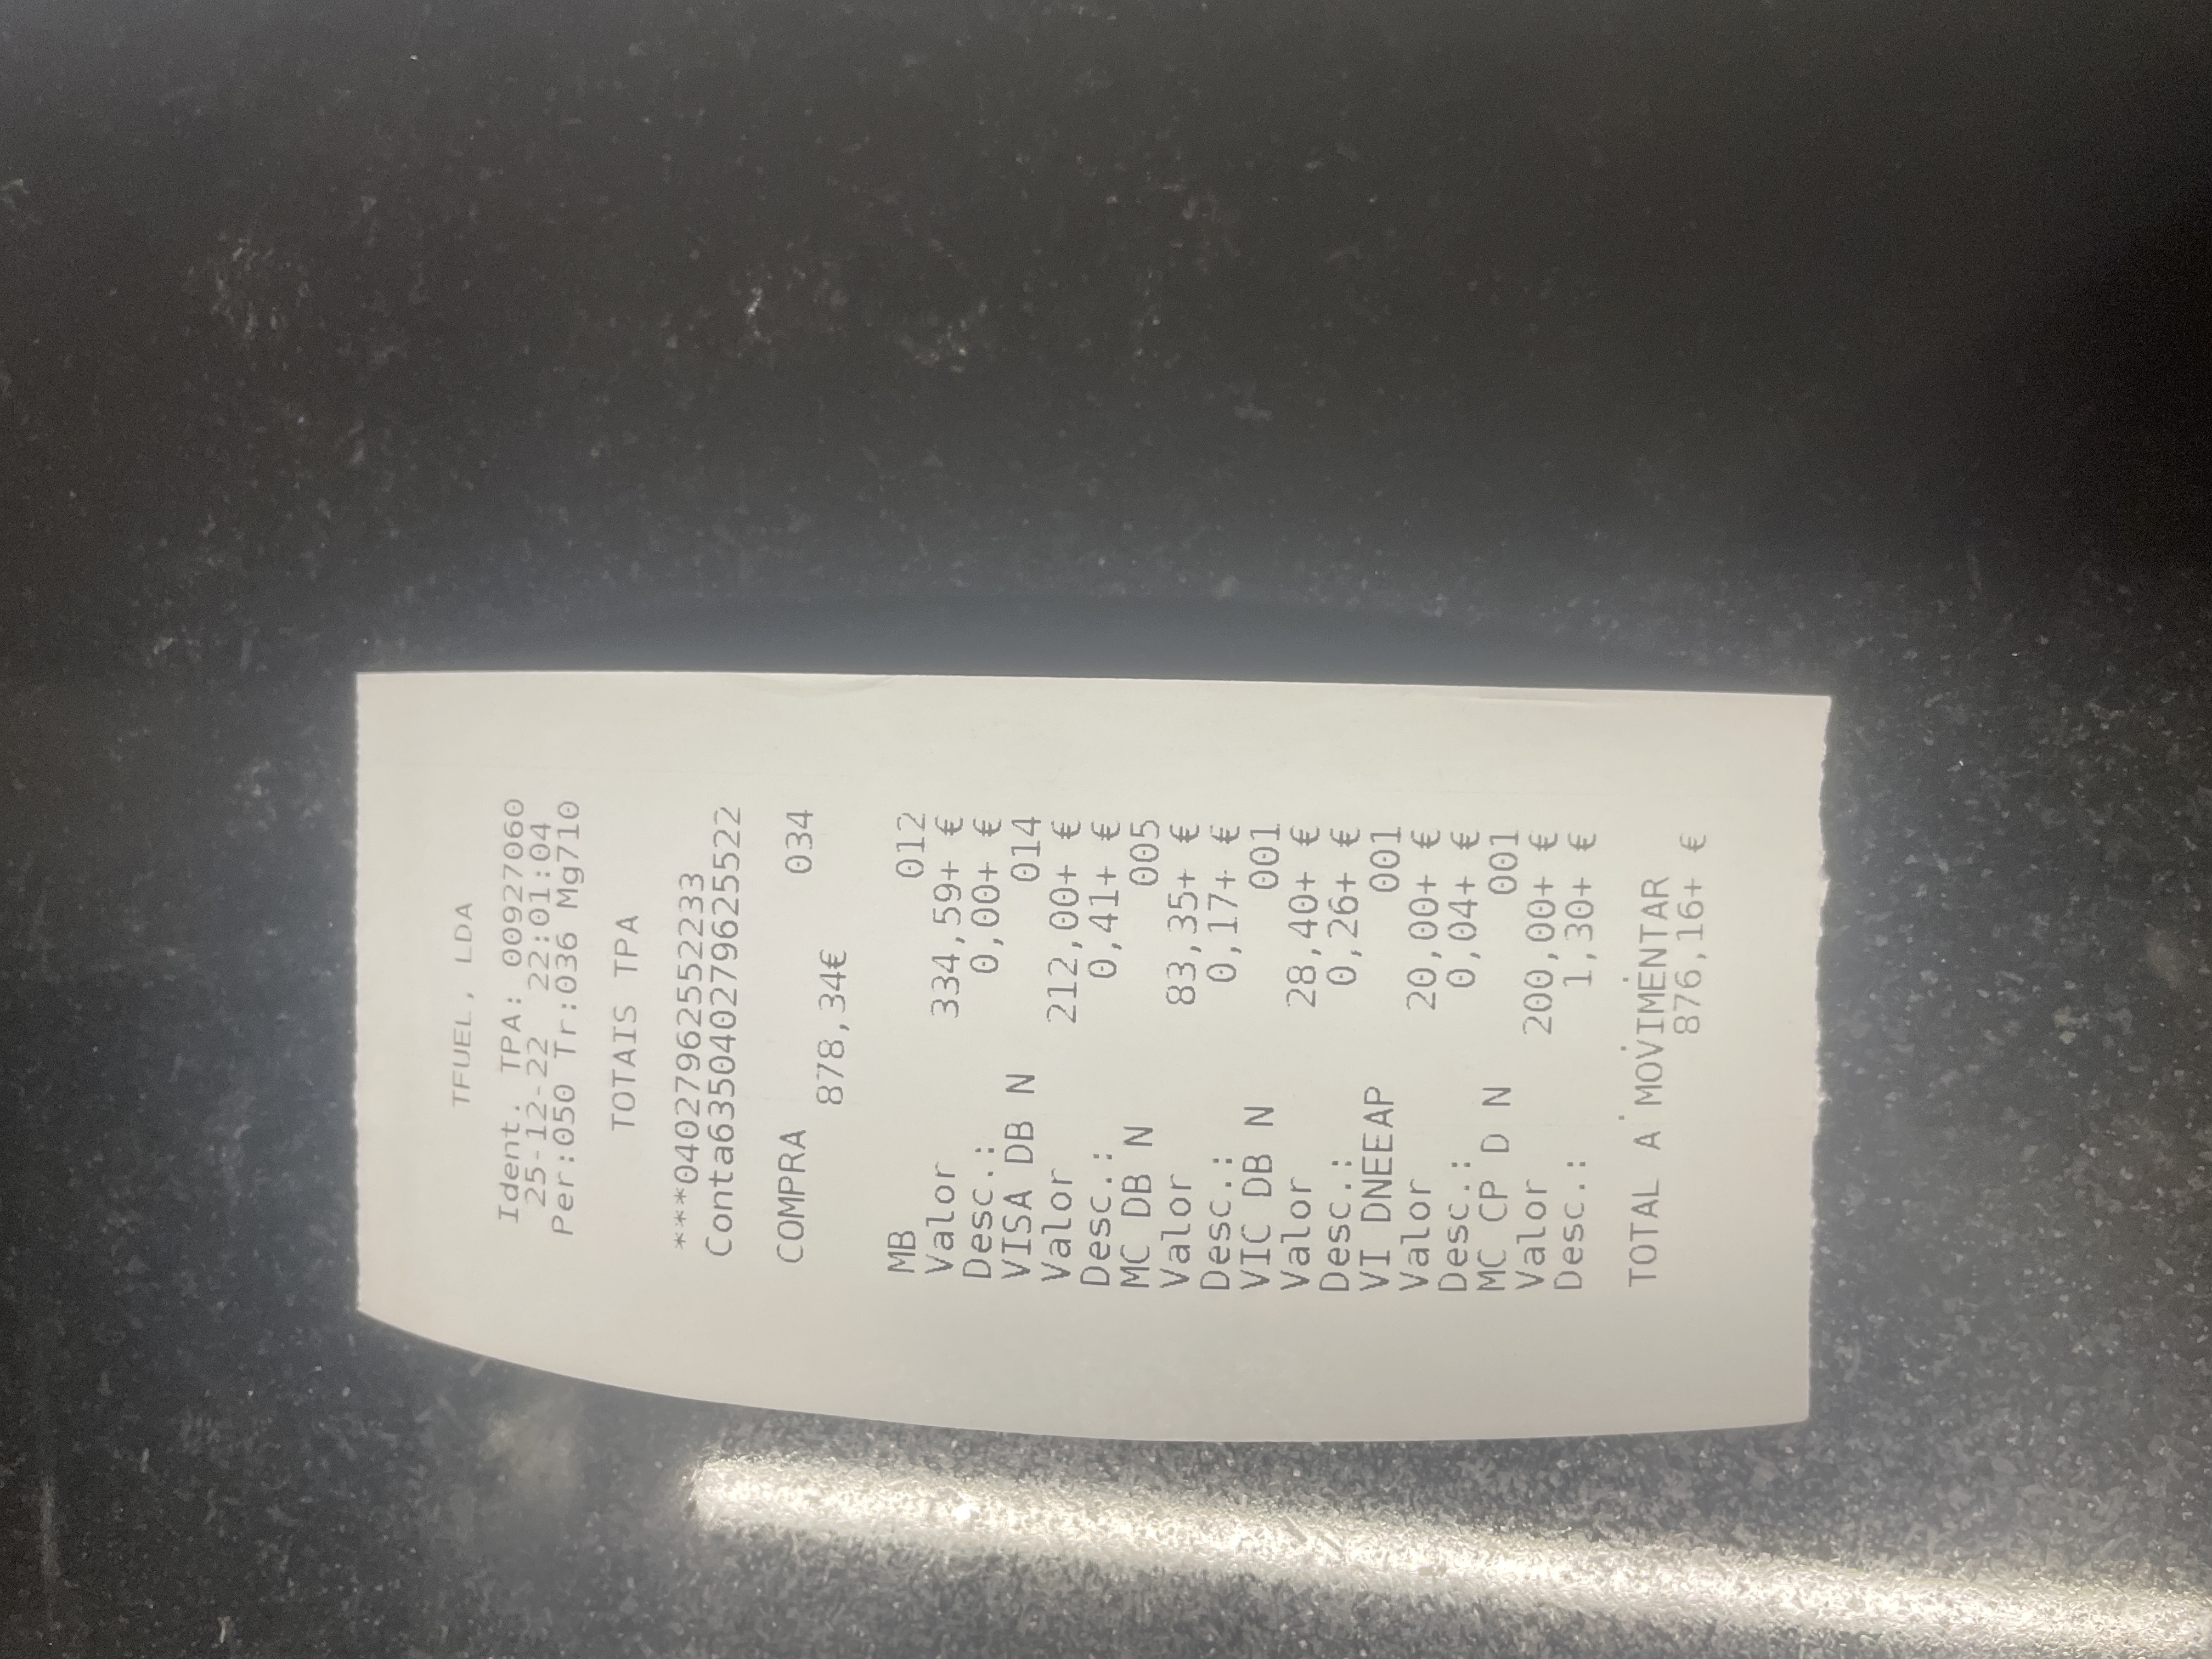 TFUEL, LDA
Ident. TPA: 00927060
25-12-22 22:01:04
Per:050 Tr:036 Mg710
TOTAIS TPA
***04027962552233
Conta635040279625522
COMPRA 034
878,34€
MB 012
Valor 334,59+ €
Desc.: 0,00+ €
VISA DB N 014
Valor 212,00+ €
Desc.: 0,41+ €
MC DB N 005
Valor 83,35+ €
Desc.: 0,17+ €
VIC DB N 001
Valor 28,40+ €
Desc.: 0,26+ €
VI DNEEAP 001
Valor 20,00+ €
Desc.: 0,04+ €
MC CP D N 001
Valor 200,00+ €
Desc.: 1,30+ €
TOTAL A MOVIMENTAR
876,16+ €